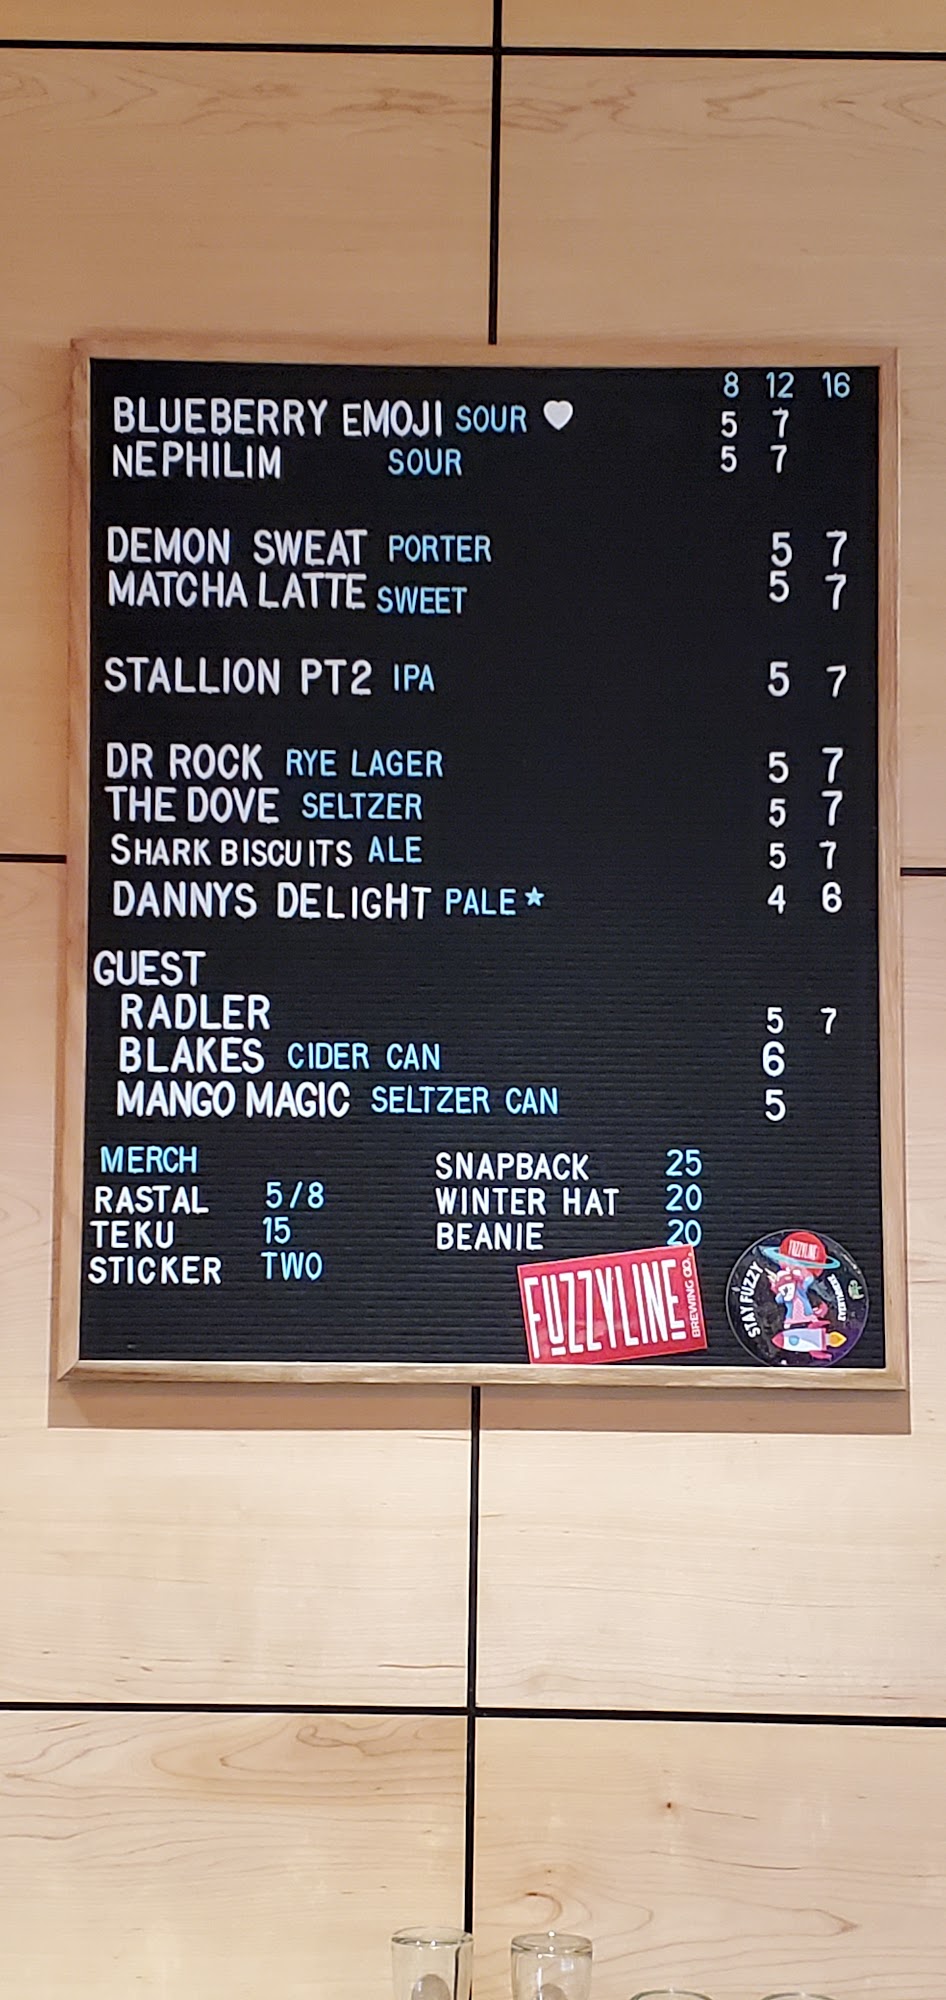 8 12 16
BLUEBERRY EMOJI SOUR ♥ 5 7
NEPHILIM SOUR 5 7
DEMON SWEAT PORTER 5 7
MATCHA LATTE SWEET 5 7
STALLION PT2 IPA 5 7
DR ROCK RYE LAGER 5 7
THE DOVE SELTZER 5 7
SHARK BISCUITS ALE 5 7
DANNYS DELIGHT PALE ★ 4 6
GUEST
RADLER 5 7
BLAKES CIDER CAN 6
MANGO MAGIC SELTZER CAN 5
MERCH
RASTAL 5/8
TEKU 15
STICKER TWO
SNAPBACK 25
WINTER HAT 20
BEANIE 20
FUZZYLINE
BREWING CO.
STAY FUZZY
FUZZYLINE